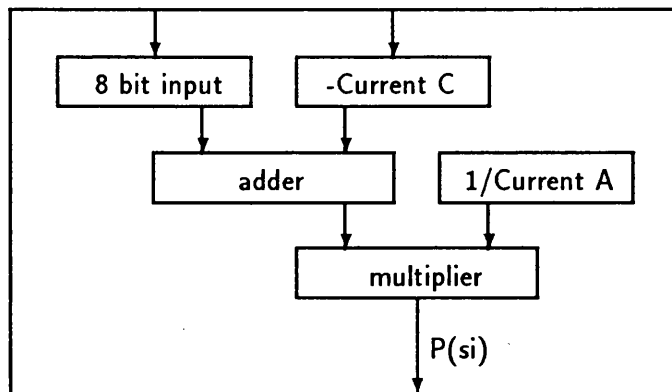 8 bit input
-Current C
adder
1/Current A
multiplier
P(si)